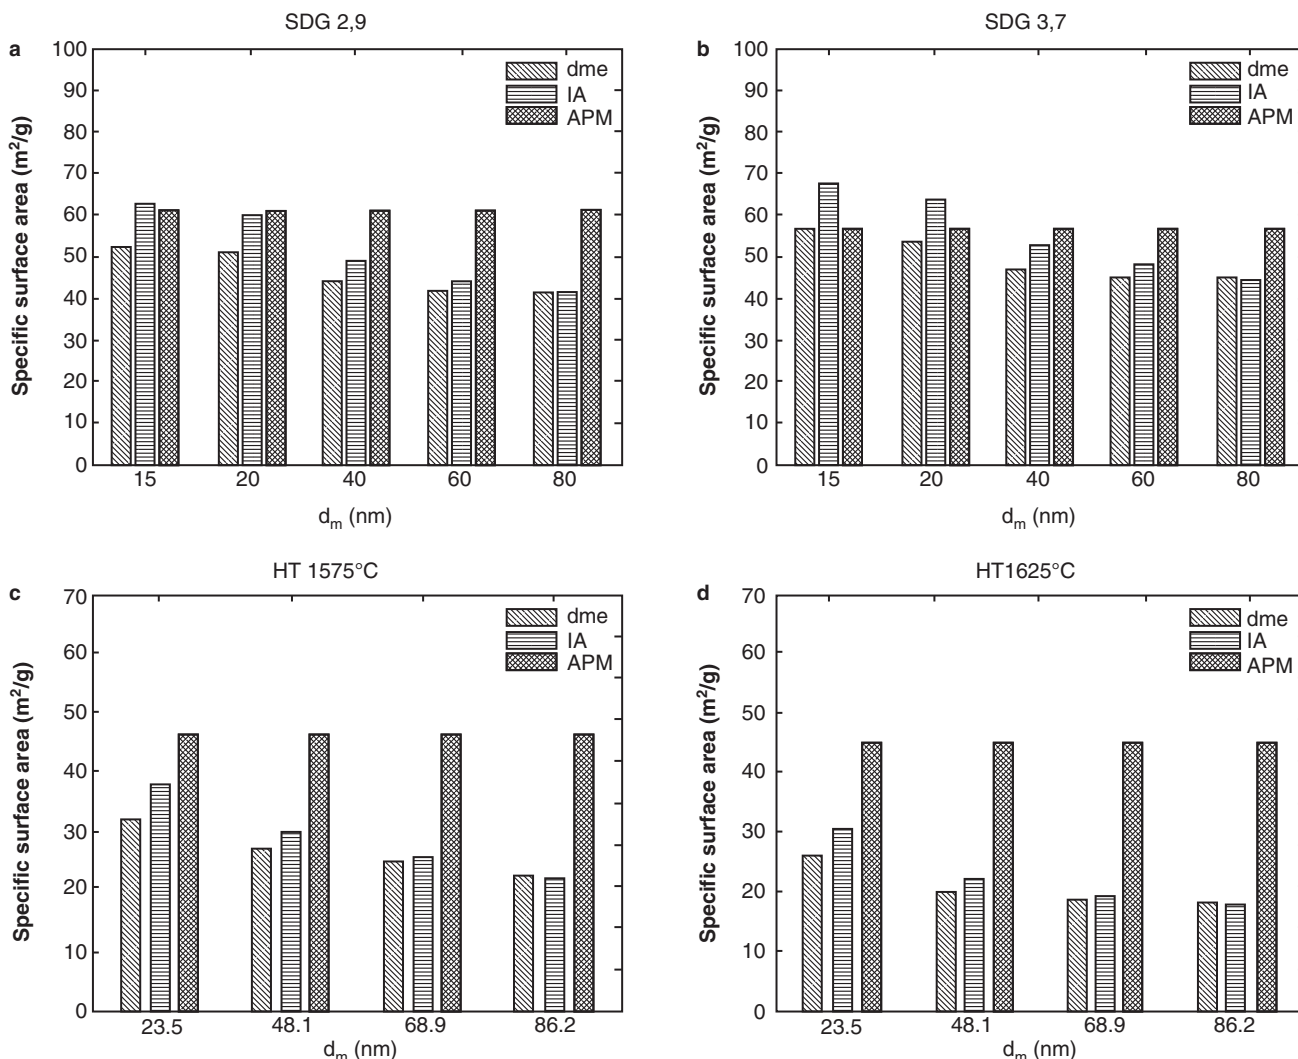 SDG 2,9
a
100
90
80
70
60
50
40
30
20
10
0
Specific surface area (m²/g)
dme
IA
APM
15 20 40 60 80
dₘ (nm)
SDG 3,7
b
100
90
80
70
60
50
40
30
20
10
0
Specific surface area (m²/g)
dme
IA
APM
15 20 40 60 80
dₘ (nm)
HT 1575°C
c
70
60
50
40
30
20
10
0
Specific surface area (m²/g)
dme
IA
APM
23.5 48.1 68.9 86.2
dₘ (nm)
HT1625°C
d
70
60
50
40
30
20
10
0
Specific surface area (m²/g)
dme
IA
APM
23.5 48.1 68.9 86.2
dₘ (nm)